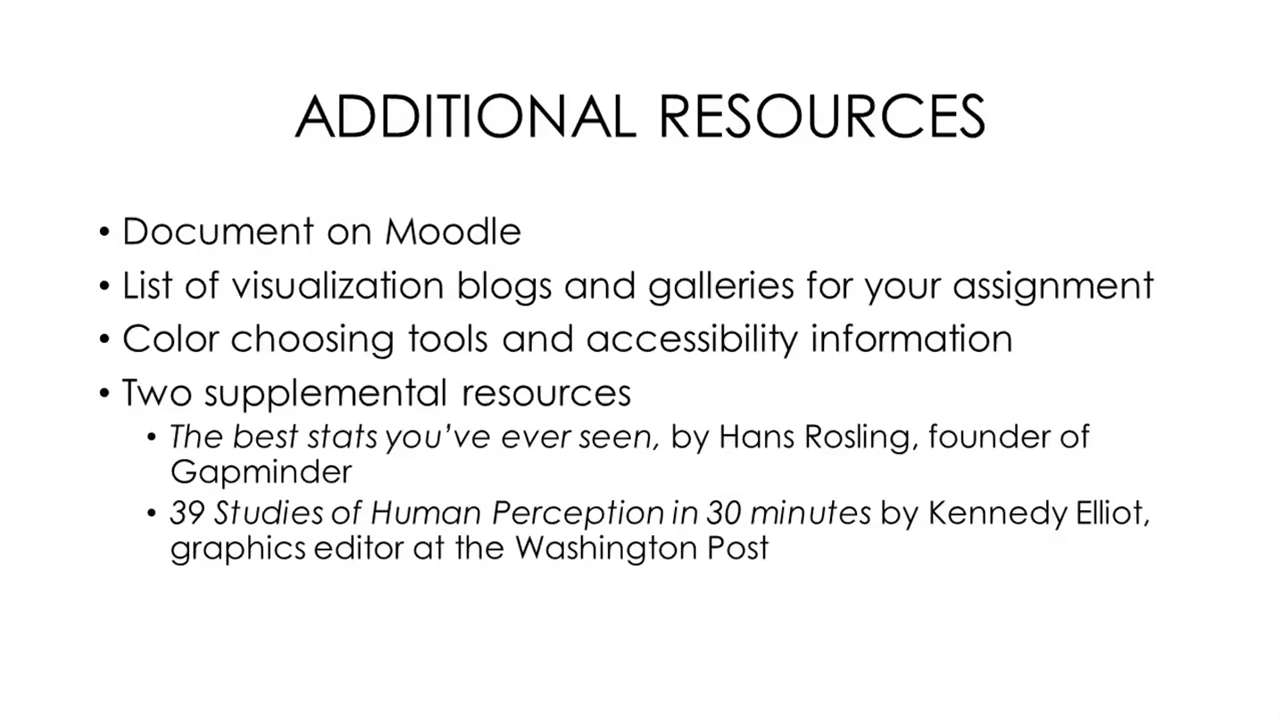 ADDITIONAL RESOURCES
• Document on Moodle
• List of visualization blogs and galleries for your assignment
• Color choosing tools and accessibility information
• Two supplemental resources
• The best stats you've ever seen, by Hans Rosling, founder of
Gapminder
• 39 Studies of Human Perception in 30 minutes by Kennedy Elliot,
graphics editor at the Washington Post